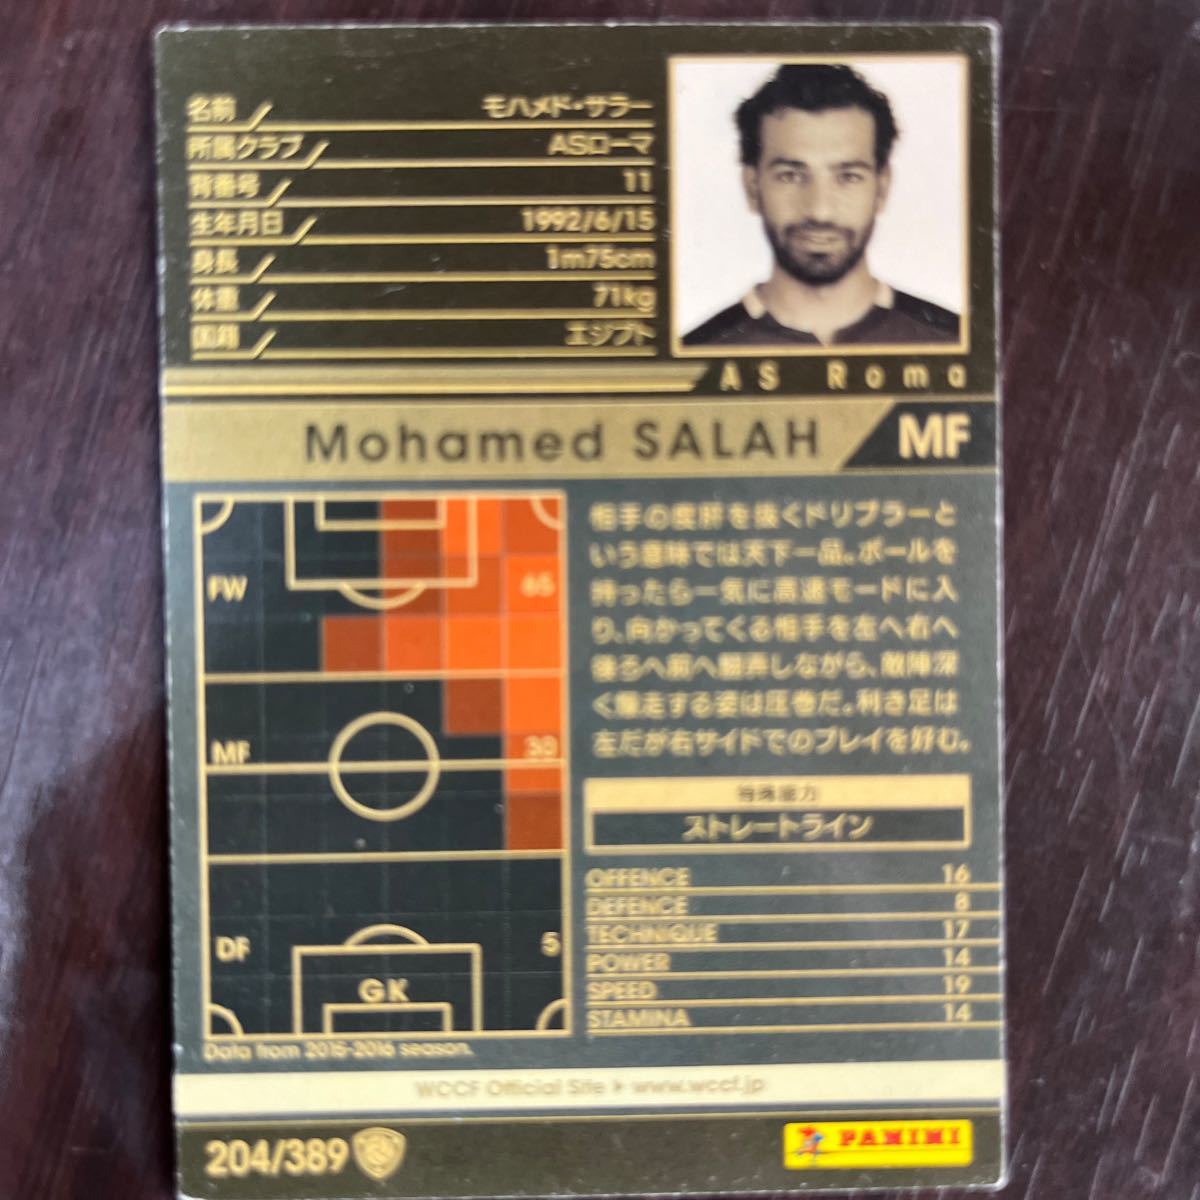 名前 モハメド・サラー
所属クラブ ASローマ
背番号 11
生年月日 1992/6/15
身長 1m75cm
体重 71kg
国籍 エジプト
AS Roma
Mohamed SALAH MF
相手の度肝を抜くドリブラーと
いう意味では天下一品。ボールを
持ったら一気に高速モードに入
り、向かってくる相手を左へ右へ
後ろへ前へ翻弄しながら、敵陣深
く爆走する姿は圧巻だ。利き足は
左だが右サイドでのプレイを好む。
FW 65
MF 30
DF 5
GK
Data from 2015-2016 season.
特殊能力
ストレートライン
OFFENCE 16
DEFENCE 8
TECHNIQUE 17
POWER 14
SPEED 19
STAMINA 14
WCCF Official Site ▶ www.wccf.jp
204/389
PANINI